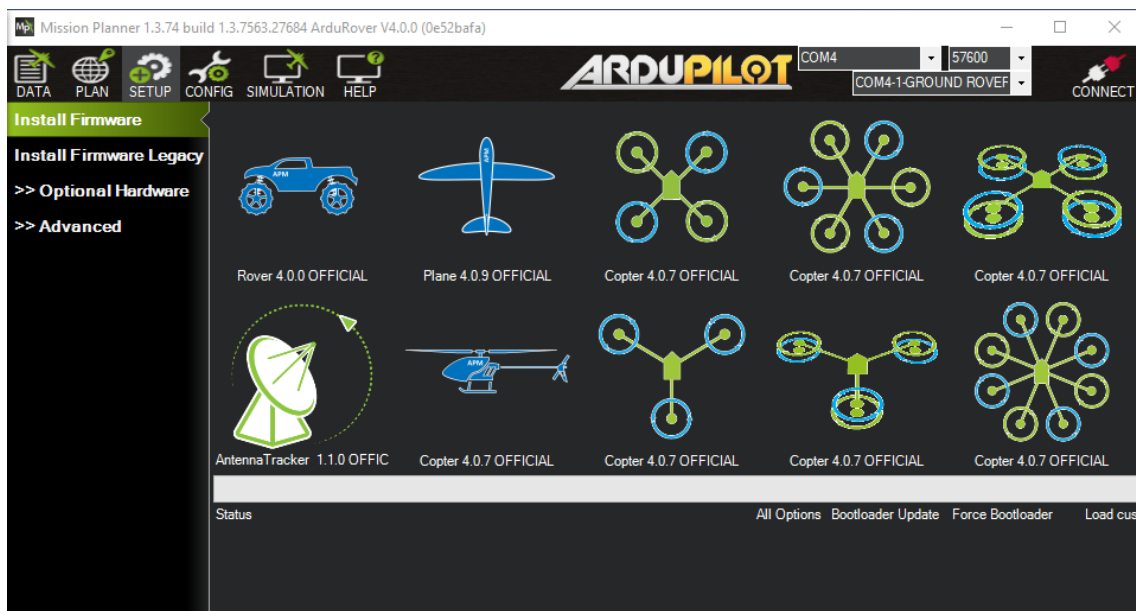 Mission Planner 1.3.74 build 1.3.7563.27684 ArduRover V4.0.0 (0e52bafa)
DATA PLAN SETUP CONFIG SIMULATION HELP
ARDUPILOT
COM4 57600
COM4-1-GROUND ROVEF
CONNECT
Install Firmware
Install Firmware Legacy
>> Optional Hardware
>> Advanced
APM
APM
Rover 4.0.0 OFFICIAL
Plane 4.0.9 OFFICIAL
Copter 4.0.7 OFFICIAL
Copter 4.0.7 OFFICIAL
Copter 4.0.7 OFFICIAL
APM
AntennaTracker 1.1.0 OFFIC
Copter 4.0.7 OFFICIAL
Copter 4.0.7 OFFICIAL
Copter 4.0.7 OFFICIAL
Copter 4.0.7 OFFICIAL
Status
All Options Bootloader Update Force Bootloader Load cus